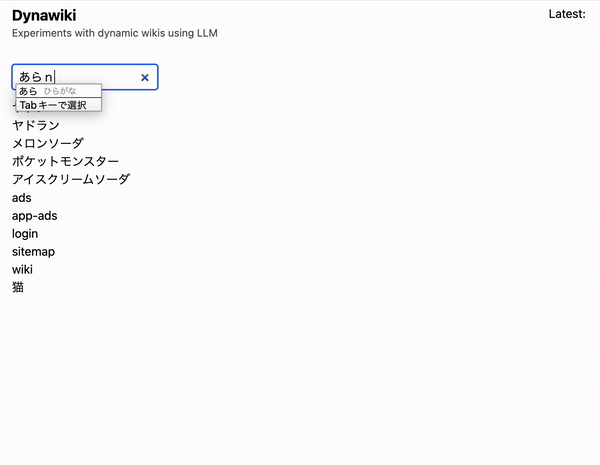 Dynawiki
Latest:
Experiments with dynamic wikis using LLM
あらn
あら ひらがな
Tabキーで選択
ヤドラン
メロンソーダ
ポケットモンスター
アイスクリームソーダ
ads
app-ads
login
sitemap
wiki
猫